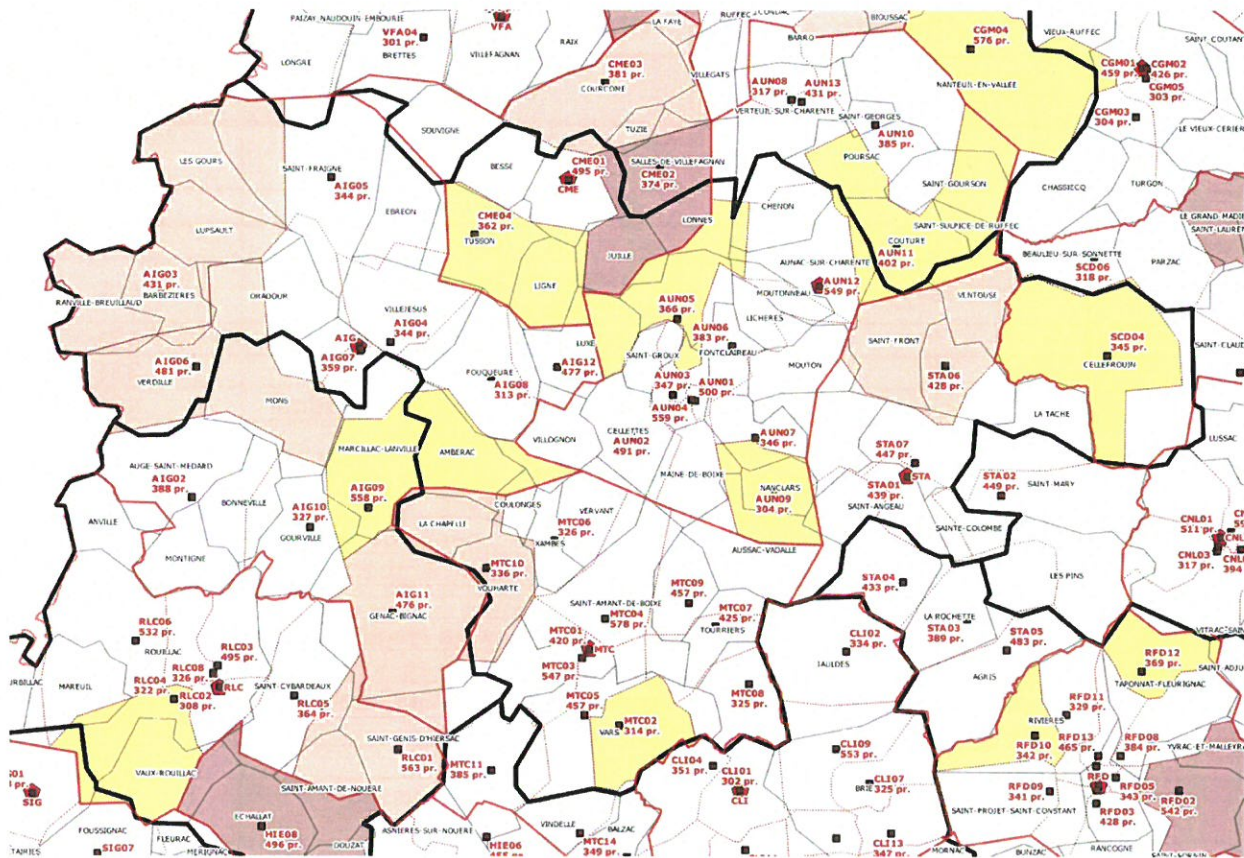 PAIZAY-NAUDOUIN-EMBOURIE
VFA04
301 pr.
BRETTES
VFA
VILLEFAGNAN
RAIX
LONGRE
LA FAYE
RUFFEC
CONDAC
BARRO
BIOUSSAC
CGM04
576 pr.
VIEUX-RUFFEC
NANTEUIL-EN-VALLEE
CGM01
459 pr.
CGM02
426 pr.
CGM05
303 pr.
CGM03
304 pr.
SAINT-COUTANT
LE VIEUX-CERIER
CME03
381 pr.
COURCOME
VILLEGATS
TUZIE
AUN08
317 pr.
AUN13
431 pr.
VERTEUIL-SUR-CHARENTE
SAINT-GEORGES
AUN10
385 pr.
POURSAC
SOUVIGNE
BESSE
CME01
495 pr.
CME
SALLES-DE-VILLEFAGNAN
CME02
374 pr.
LES GOURS
SAINT-FRAIGNE
AIG05
344 pr.
EBREON
CHASSIECQ
TURGON
SAINT-GOURSON
LE GRAND-MADIEU
SAINT-LAURENT
LUPSAULT
CME04
362 pr.
TUSSON
LONNES
CHENON
SAINT-SULPICE-DE-RUFFEC
COUTURE
AUN11
402 pr.
AUNAC-SUR-CHARENTE
BEAULIEU-SUR-SONNETTE
SCD06
318 pr.
PARZAC
JUILLE
LIGNE
AIG03
431 pr.
BARBEZIERES
RANVILLE-BREUILLAUD
ORADOUR
VILLEJESUS
AUN12
549 pr.
MOUTONNEAU
LICHERES
VENTOUSE
AUN05
366 pr.
AUN06
383 pr.
FONTCLAIREAU
SAINT-GROUX
LUXE
AIG
AIG07
359 pr.
AIG04
344 pr.
AIG06
481 pr.
VERDILLE
FOUQUEURE
AIG08
313 pr.
AIG12
477 pr.
MOUTON
SAINT-FRONT
STA06
428 pr.
SCD04
345 pr.
CELLEFROUIN
SAINT-CLAUD
AUN03
347 pr.
AUN04
559 pr.
AUN01
500 pr.
MONS
LA TACHE
LUSSAC
MARCILLAC-LANVILLE
AMBERAC
VILLOGNON
CELLETTES
AUN02
491 pr.
AUN07
346 pr.
AUGE-SAINT-MEDARD
AIG02
388 pr.
BONNEVILLE
AIG09
558 pr.
MAINE-DE-BOIXE
NANCLARS
AUN09
304 pr.
STA07
447 pr.
STA01
439 pr.
STA
SAINT-ANGEAU
STA02
449 pr.
SAINT-MARY
AIG10
327 pr.
GOURVILLE
ANVILLE
MONTIGNE
LA CHAPELLE
COULONGES
VERVANT
MTC06
326 pr.
XAMBES
SAINTE-COLOMBE
AUSSAC-VADALLE
CNL01
511 pr.
CNL03
317 pr.
394
MTC10
336 pr.
VOUHARTE
STA04
433 pr.
LES PINS
AIG11
476 pr.
GENAC-BIGNAC
SAINT-AMANT-DE-BOIXE
MTC09
457 pr.
MTC04
578 pr.
MTC07
425 pr.
TOURRIERS
LA ROCHETTE
STA03
389 pr.
STA05
483 pr.
VITRAC-SAIN
RLC06
532 pr.
ROUILLAC
RLC03
495 pr.
RLC08
326 pr.
RLC
RLC04
322 pr.
RLC02
308 pr.
MAREUIL
SAINT-CYBARDEAUX
RLC05
364 pr.
MTC01
420 pr.
MTC
MTC03
547 pr.
MTC05
457 pr.
CLI02
334 pr.
JAULDES
AGRIS
RFD12
369 pr.
TAPONNAT-FLEURIGNAC
SAINT-ADJU
MTC08
325 pr.
RFD11
329 pr.
RIVIERES
RFD10
342 pr.
RFD13
465 pr.
RFD08
384 pr.
YVRAC-ET-MALLEYRA
VARS
MTC02
314 pr.
SAINT-GENIS-D'HIERSAC
RLC01
563 pr.
MTC11
385 pr.
CLI09
553 pr.
CLI04
351 pr.
CLI01
302 pr.
CLI
CLI07
325 pr.
BRIE
VAUX-ROUILLAC
SAINT-AMANT-DE-NOUERE
SIG
RFD
RFD09
341 pr.
RFD05
343 pr.
RFD02
542 pr.
SAINT-PROJET-SAINT-CONSTANT
RFD03
428 pr.
ECHALLAT
HIE08
496 pr.
FOUSSIGNAC
FLEURAC
MERIGNAC
DOUZAT
ASNIERES-SUR-NOUERE
HIE06
VINDELLE
BALZAC
MTC14
349 pr.
CLI13
347 pr.
MORNAC
BUNZAC
RANCOGNE
SIG07